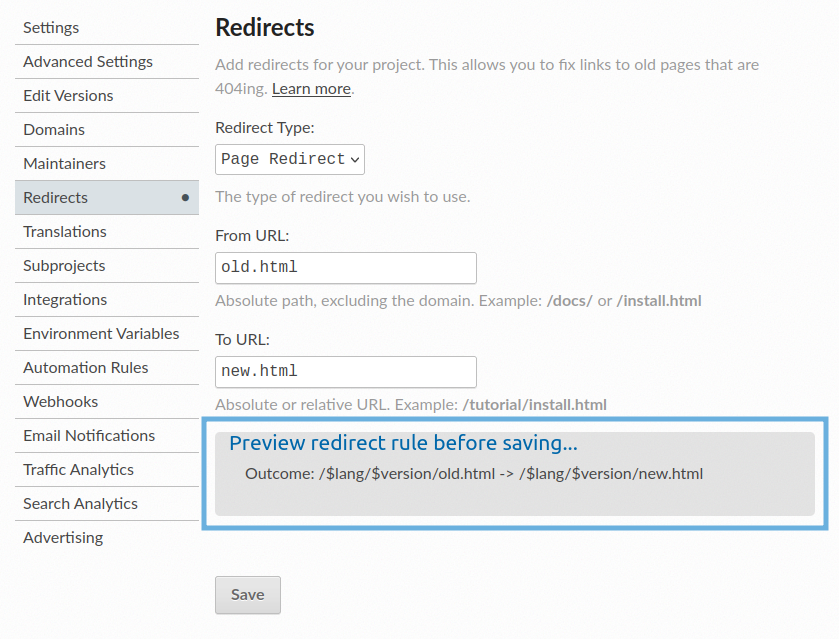 Settings
Advanced Settings
Edit Versions
Domains
Maintainers
Redirects
Translations
Subprojects
Integrations
Environment Variables
Automation Rules
Webhooks
Email Notifications
Traffic Analytics
Search Analytics
Advertising
Redirects
Add redirects for your project. This allows you to fix links to old pages that are
404ing. Learn more.
Redirect Type:
Page Redirect
The type of redirect you wish to use.
From URL:
old.html
Absolute path, excluding the domain. Example: /docs/ or /install.html
To URL:
new.html
Absolute or relative URL. Example: /tutorial/install.html
Preview redirect rule before saving...
Outcome: /$lang/$version/old.html -> /$lang/$version/new.html
Save